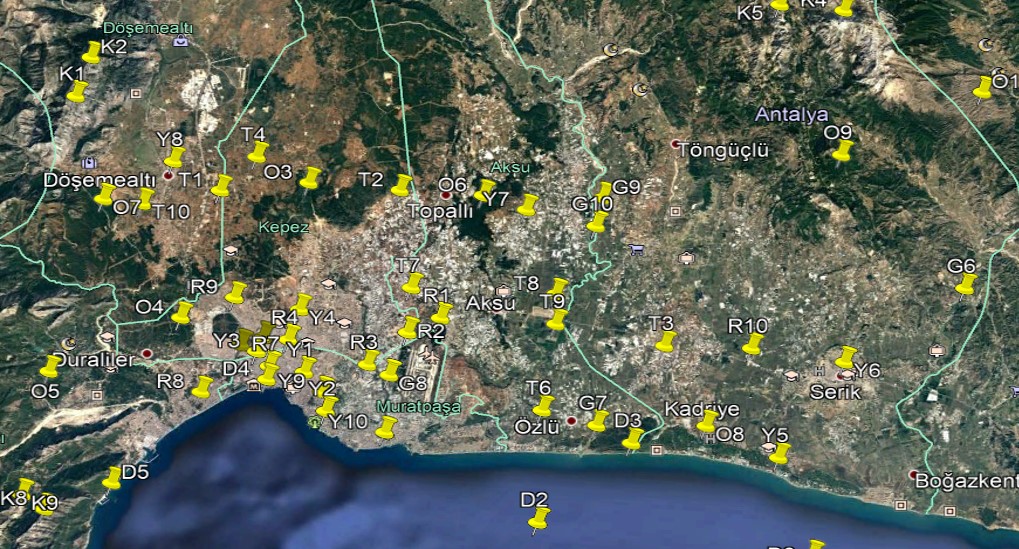 K5
K4
Döşemealtı
K2
K1
O1
Antalya
T4
O9
Y8
Töngüçlü
O3
Aksu
Döşemealtı
T1
T2
O6
Y7
G9
O7
T10
Topallı
G10
Kepez
G6
T7
T8
R9
R1
Aksu
T9
O4
R4
Y4
T3
R10
R2
Y3
R7
Y1
R3
Duraliler
D4
Y9
G8
Y6
O5
R8
Y2
T6
Serik
Muratpaşa
G7
Kadriye
Y10
Özlü
D3
O8
Y5
D5
Boğazkent
K8
K9
D2